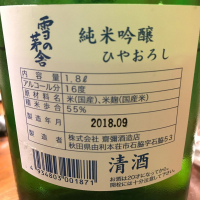 雪の茅舎
純米吟醸
ひやおろし
内容量 1.8ℓ
アルコール分 16度
原材料名 米(国産)、米麹(国産米)
精米歩合 55%
製造年月 2018.09
製造者 株式会社 齋彌酒造店
秋田県由利本荘市石脇字石脇53
清酒
お酒は20才になってから。
4934603001871